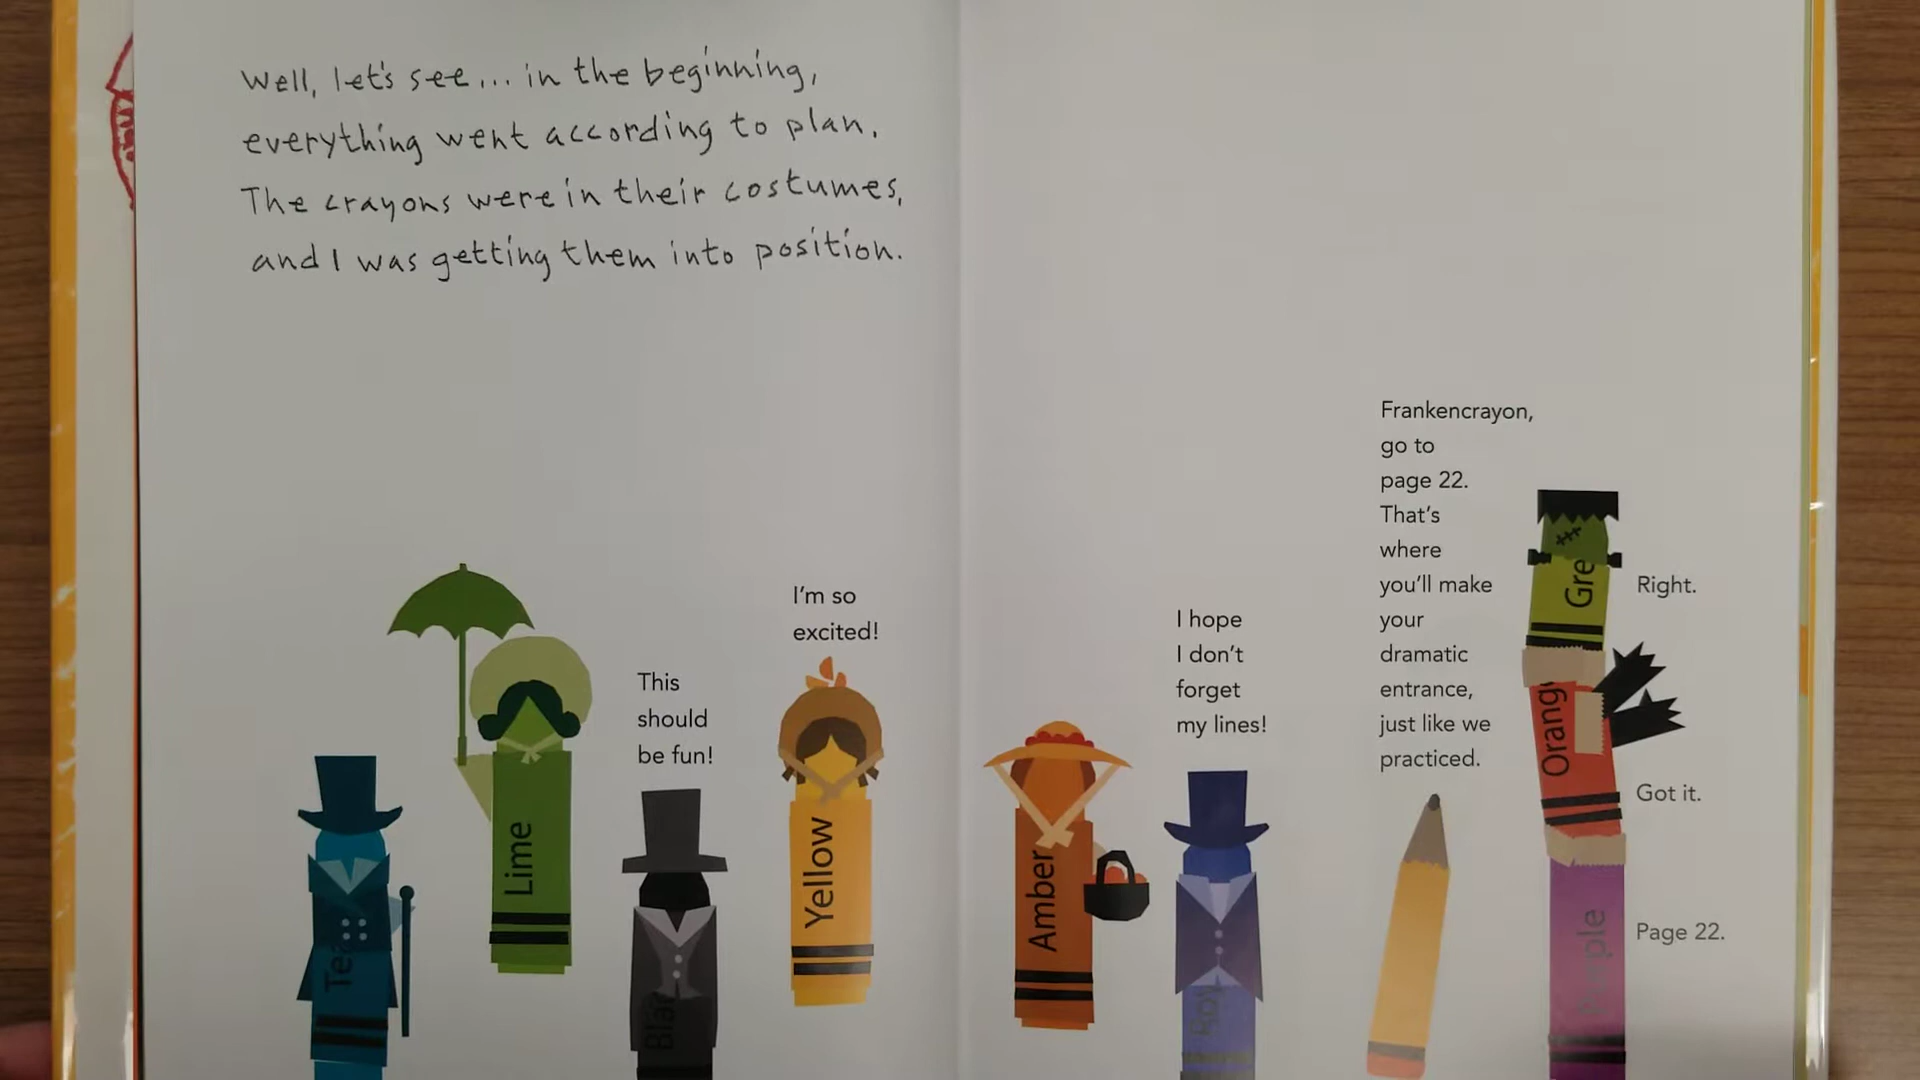 Well, let's see... in the beginning,
everything went according to plan.
The crayons were in their costumes,
and I was getting them into position.
This
should
be fun!
I'm so
excited!
I hope
I don't
forget
my lines!
Frankencrayon,
go to
page 22.
That's
where
you'll make
your
dramatic
entrance,
just like we
practiced.
Right.
Got it.
Page 22.
Lime
Yellow
Amber
Roy
Gre
Orang
Purple